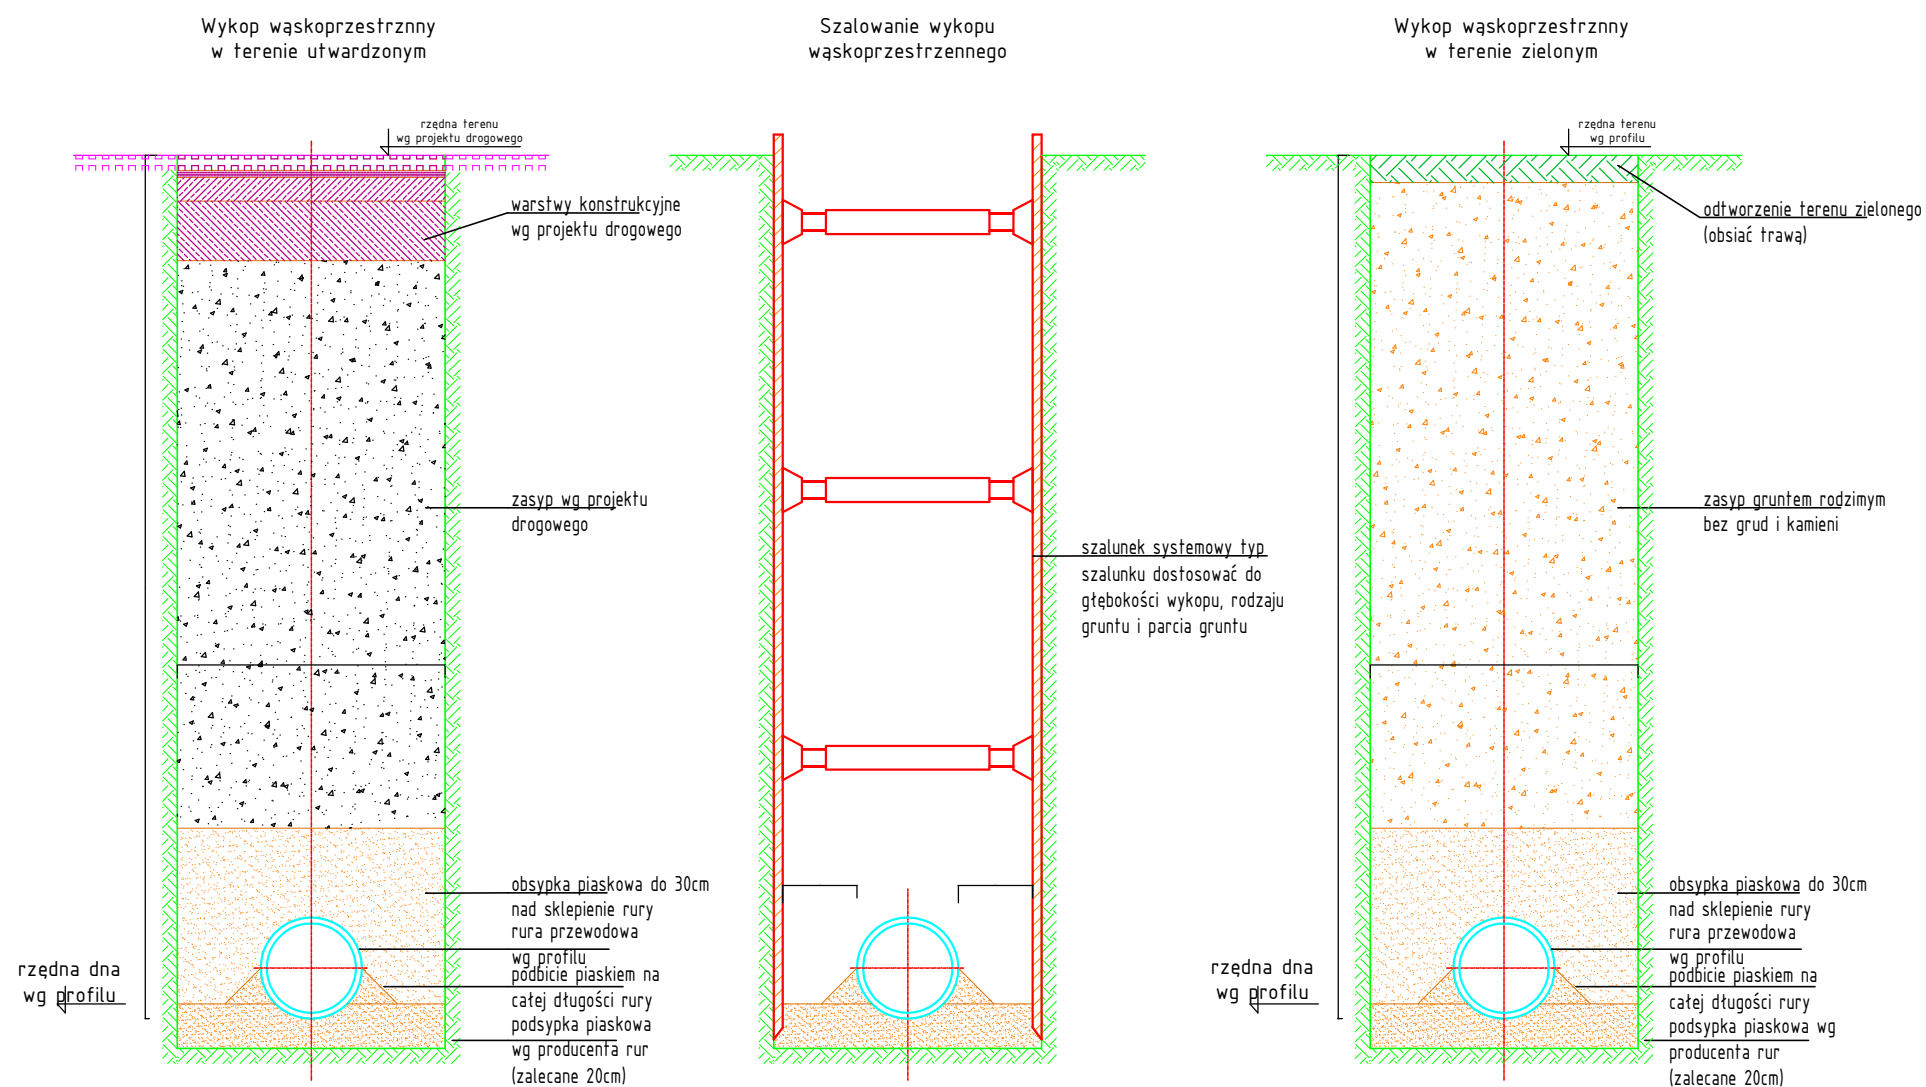 Wykop wąskoprzestrznny
w terenie utwardzonym
rzędna terenu
wg projektu drogowego
warstwy konstrukcyjne
wg projektu drogowego
zasyp wg projektu
drogowego
obsypka piaskowa do 30cm
nad sklepienie rury
rura przewodowa
wg profilu
podbicie piaskiem na
całej długości rury
podsypka piaskowa
wg producenta rur
(zalecane 20cm)
rzędna dna
wg profilu
Szalowanie wykopu
wąskoprzestrzennego
szalunek systemowy typ
szalunku dostosować do
głębokości wykopu, rodzaju
gruntu i parcia gruntu
Wykop wąskoprzestrznny
w terenie zielonym
rzędna terenu
wg profilu
odtworzenie terenu zielonego
(obsiać trawą)
zasyp gruntem rodzimym
bez grud i kamieni
obsypka piaskowa do 30cm
nad sklepienie rury
rura przewodowa
wg profilu
podbicie piaskiem na
całej długości rury
podsypka piaskowa wg
producenta rur
(zalecane 20cm)
rzędna dna
wg profilu